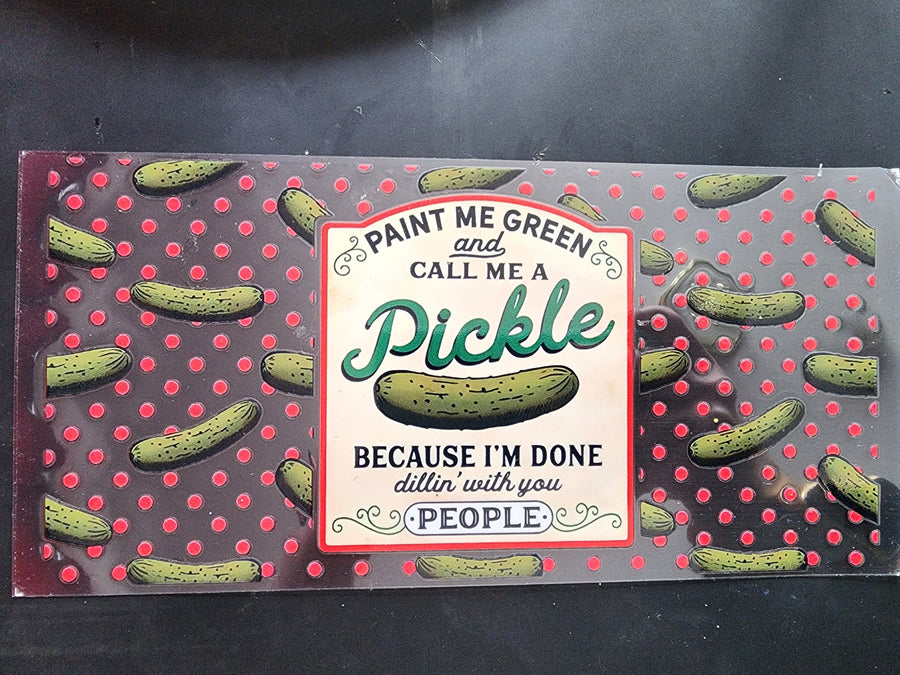 PAINT ME GREEN
and
CALL ME A
Pickle
BECAUSE I'M DONE
dillin' with you
PEOPLE